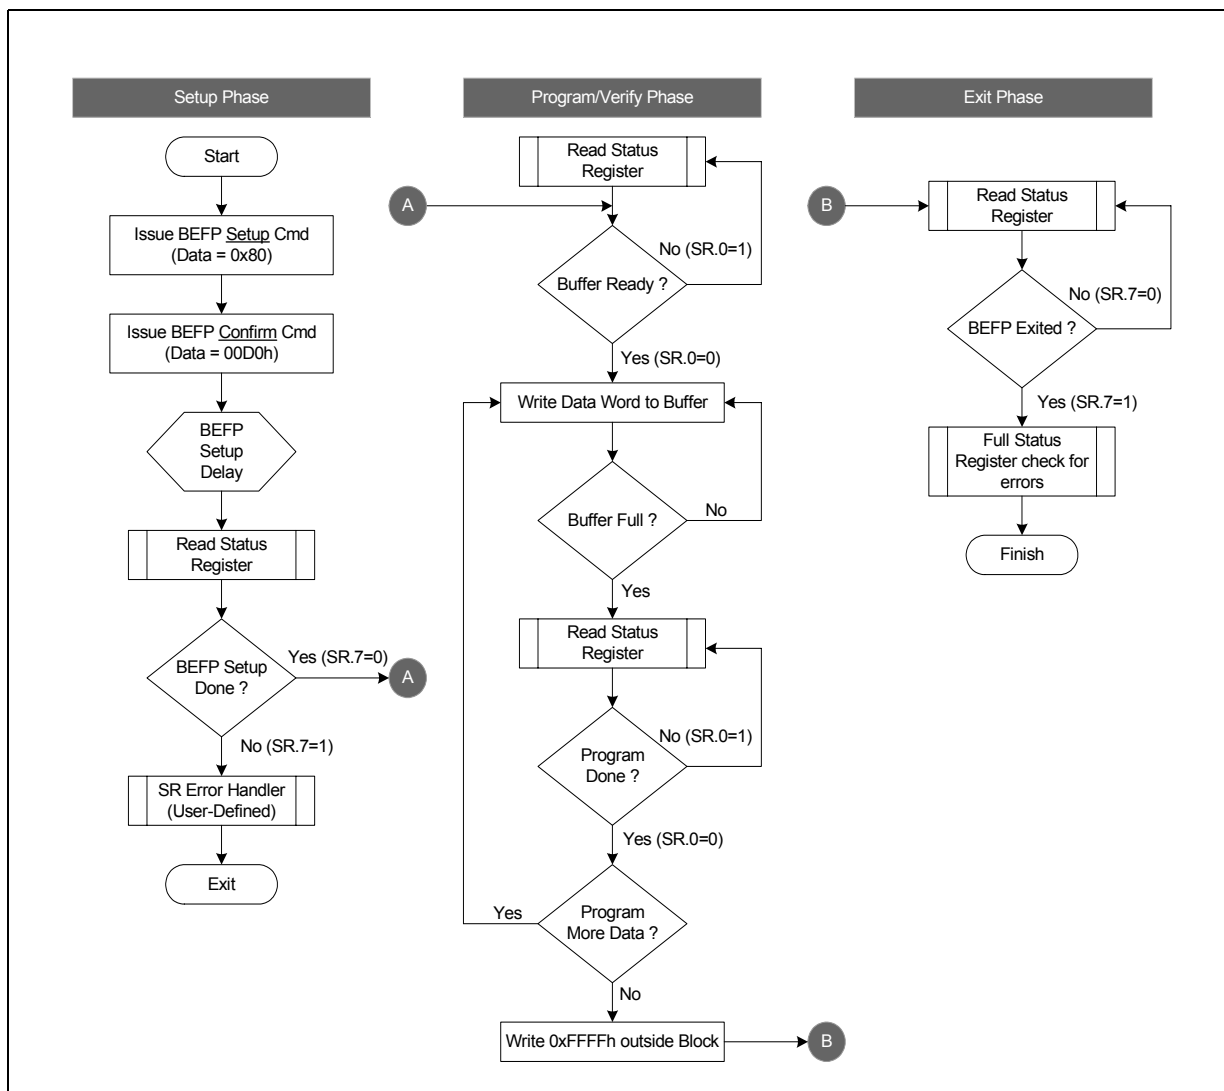 Setup Phase
Start
Issue BEFP Setup Cmd
(Data = 0x80)
Issue BEFP Confirm Cmd
(Data = 00D0h)
BEFP
Setup
Delay
Read Status
Register
BEFP Setup
Done ?
Yes (SR.7=0)
A
No (SR.7=1)
SR Error Handler
(User-Defined)
Exit
Program/Verify Phase
Read Status
Register
A
No (SR.0=1)
Buffer Ready ?
Yes (SR.0=0)
Write Data Word to Buffer
Buffer Full ?
No
Yes
Read Status
Register
No (SR.0=1)
Program
Done ?
Yes (SR.0=0)
Yes
Program
More Data ?
No
Write 0xFFFFh outside Block
B
Exit Phase
B
Read Status
Register
No (SR.7=0)
BEFP Exited ?
Yes (SR.7=1)
Full Status
Register check for
errors
Finish